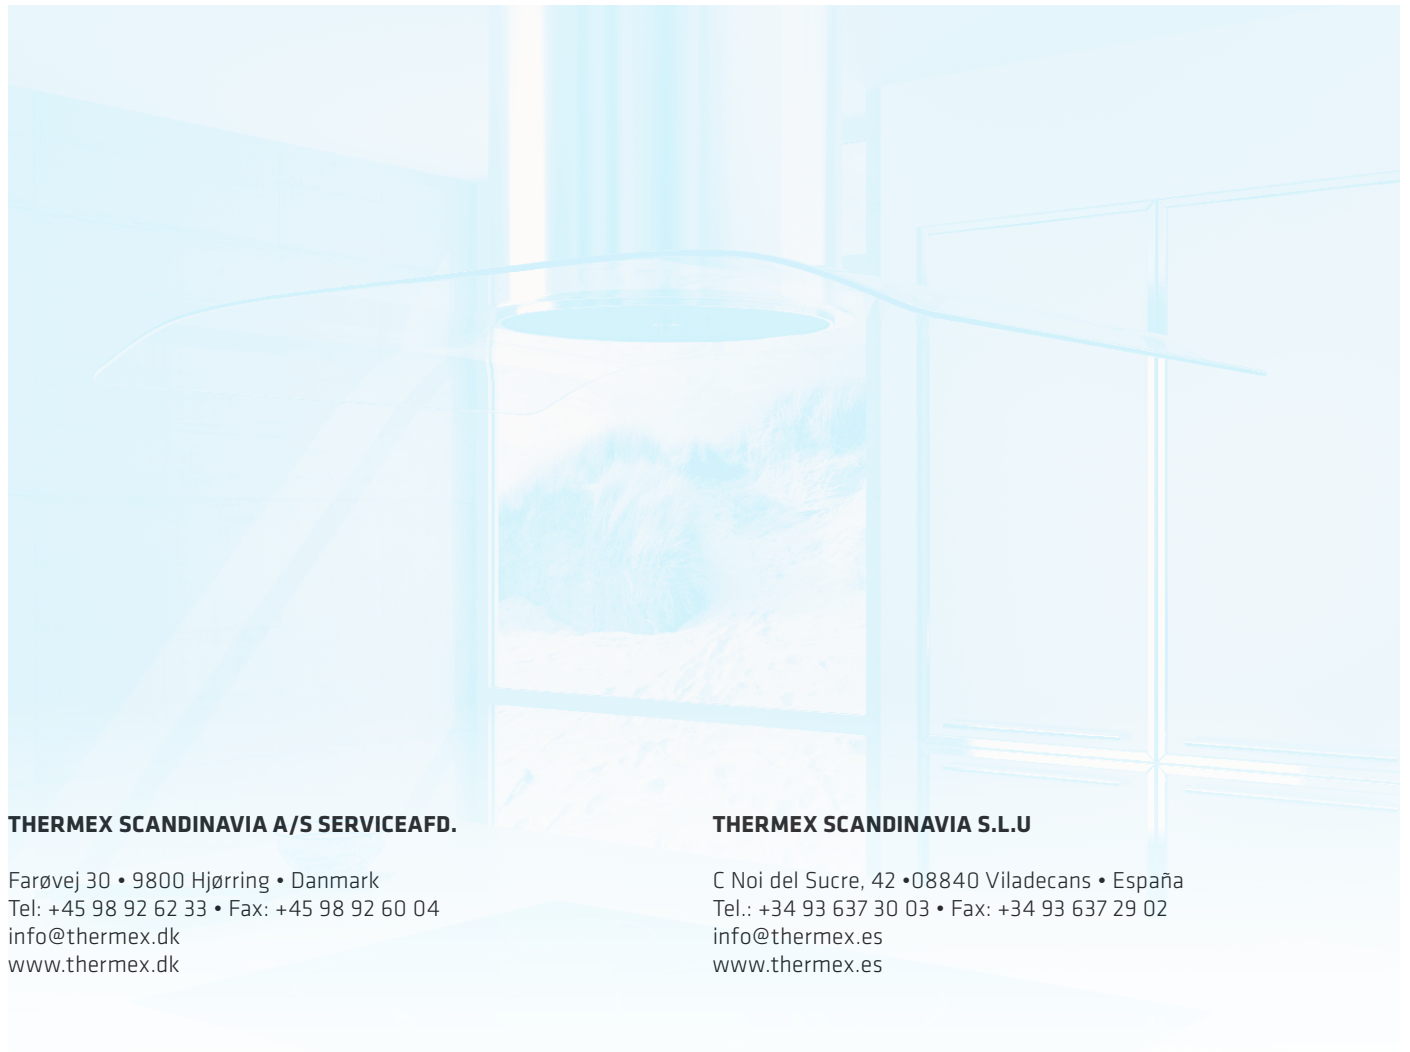 THERMEX SCANDINAVIA A/S SERVICEAFD.
Farøvej 30 • 9800 Hjørring • Danmark
Tel: +45 98 92 62 33 • Fax: +45 98 92 60 04
info@thermex.dk
www.thermex.dk
THERMEX SCANDINAVIA S.L.U
C Noi del Sucre, 42 •08840 Viladecans • España
Tel.: +34 93 637 30 03 • Fax: +34 93 637 29 02
info@thermex.es
www.thermex.es